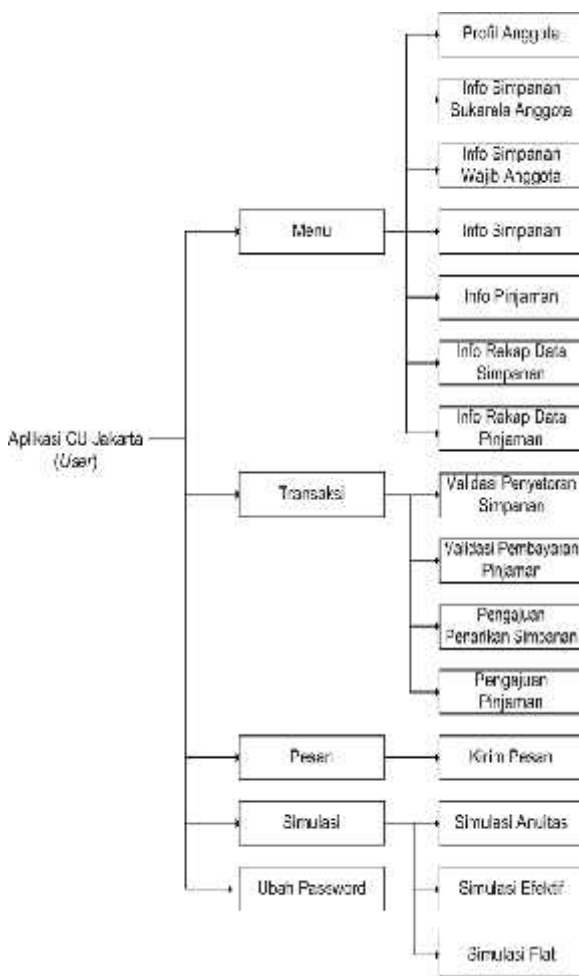 Profil Anggota
Info Simpanan
Sukarela Anggota
Info Simpanan
Wajib Anggota
Menu
Info Simpanan
Info Pinjaman
Info Rekap Data
Simpanan
Info Rekap Data
Pinjaman
Aplikasi CU Jakarta
(User)
Transaksi
Validasi Penyetoran
Simpanan
Validasi Pembayaran
Pinjaman
Pengajuan
Penarikan Simpanan
Pengajuan
Pinjaman
Pesan
Kirim Pesan
Simulasi
Simulasi Anuitas
Ubah Password
Simulasi Efektif
Simulasi Flat